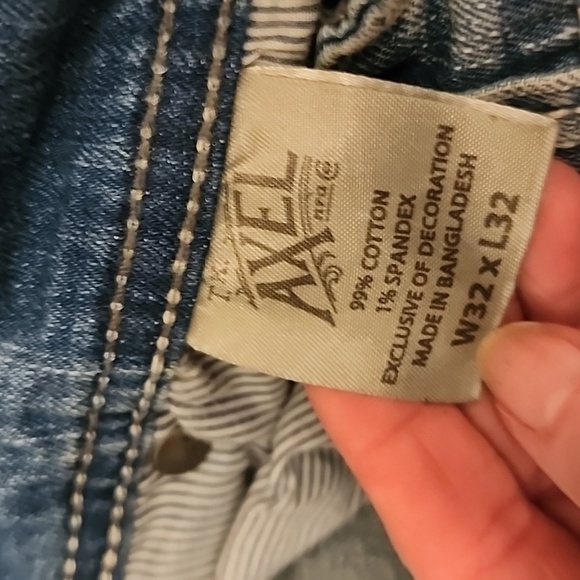 AXEL
99% COTTON
1% SPANDEX
EXCLUSIVE OF DECORATION
MADE IN BANGLADESH
W32 X L32